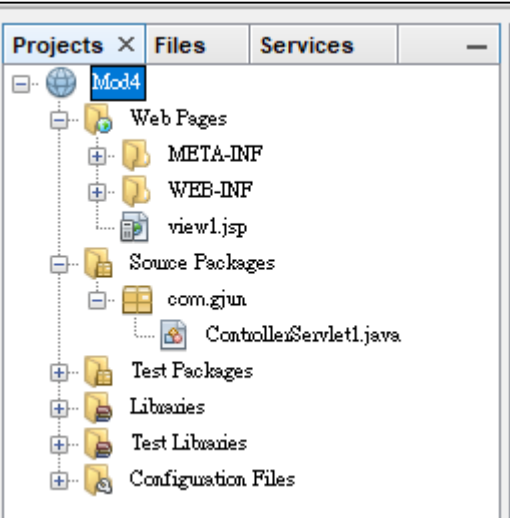 Projects Files Services
Mod4
Web Pages
META-INF
WEB-INF
view1.jsp
Source Packages
com.gjun
ControllerServlet1.java
Test Packages
Libraries
Test Libraries
Configuration Files